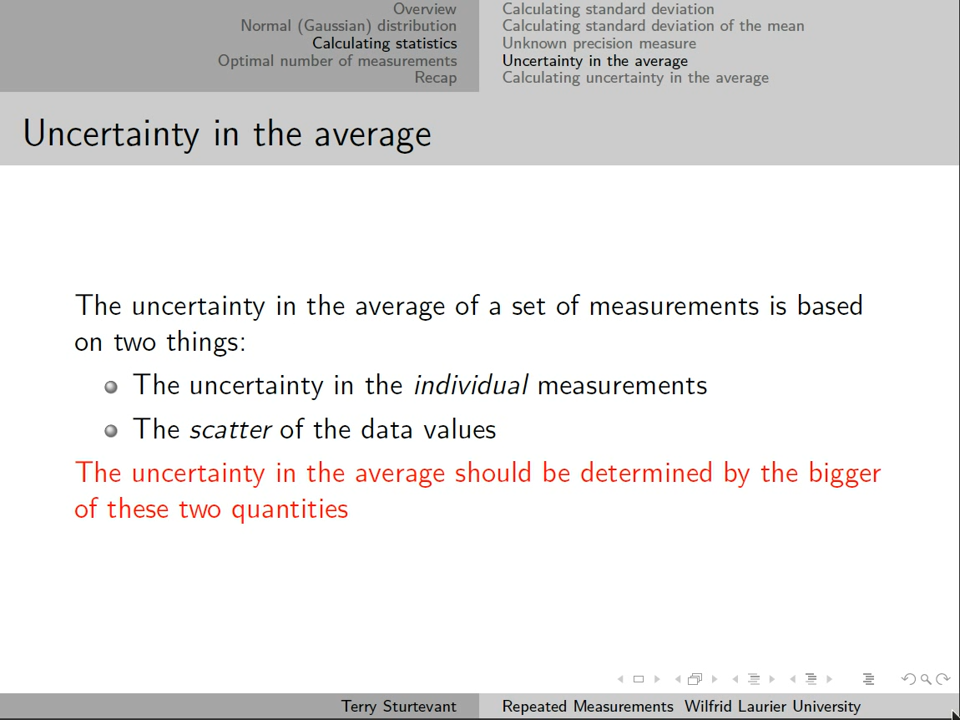 Overview
Normal (Gaussian) distribution
Calculating statistics
Optimal number of measurements
Recap
Calculating standard deviation
Calculating standard deviation of the mean
Unknown precision measure
Uncertainty in the average
Calculating uncertainty in the average
Uncertainty in the average
The uncertainty in the average of a set of measurements is based
on two things:
The uncertainty in the individual measurements
The scatter of the data values
The uncertainty in the average should be determined by the bigger
of these two quantities
Terry Sturtevant
Repeated Measurements Wilfrid Laurier University